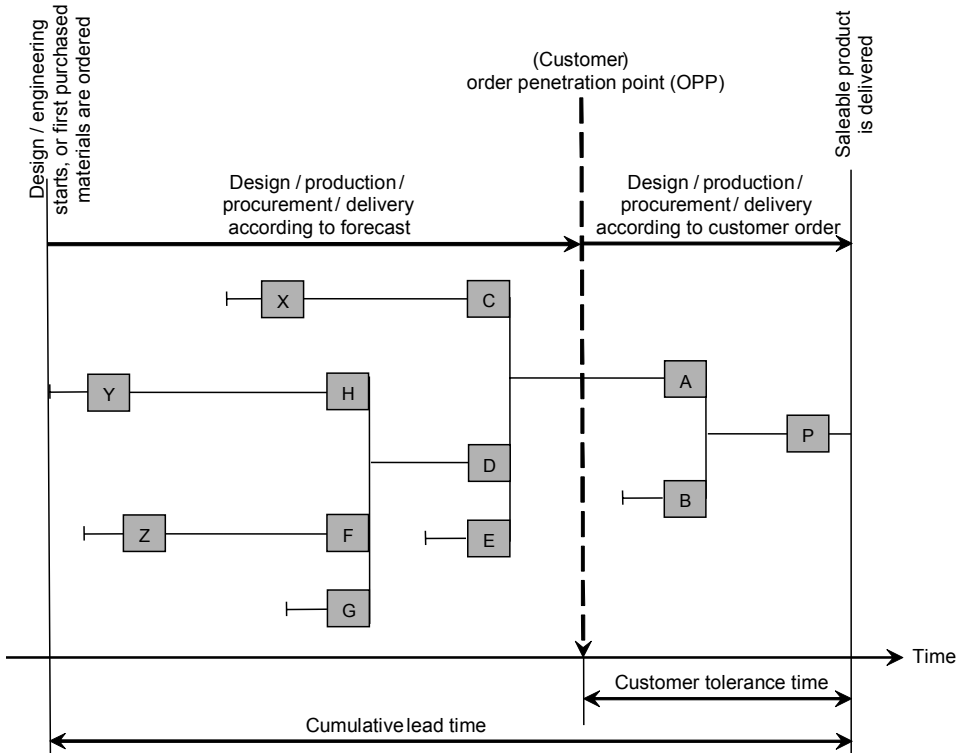 Design / engineering
starts, or first purchased
materials are ordered
(Customer)
order penetration point (OPP)
Saleable product
is delivered
Design / production /
procurement / delivery
according to forecast
Design / production /
procurement / delivery
according to customer order
X
C
Y
H
A
P
D
B
Z
F
E
G
Time
Customer tolerance time
Cumulative lead time